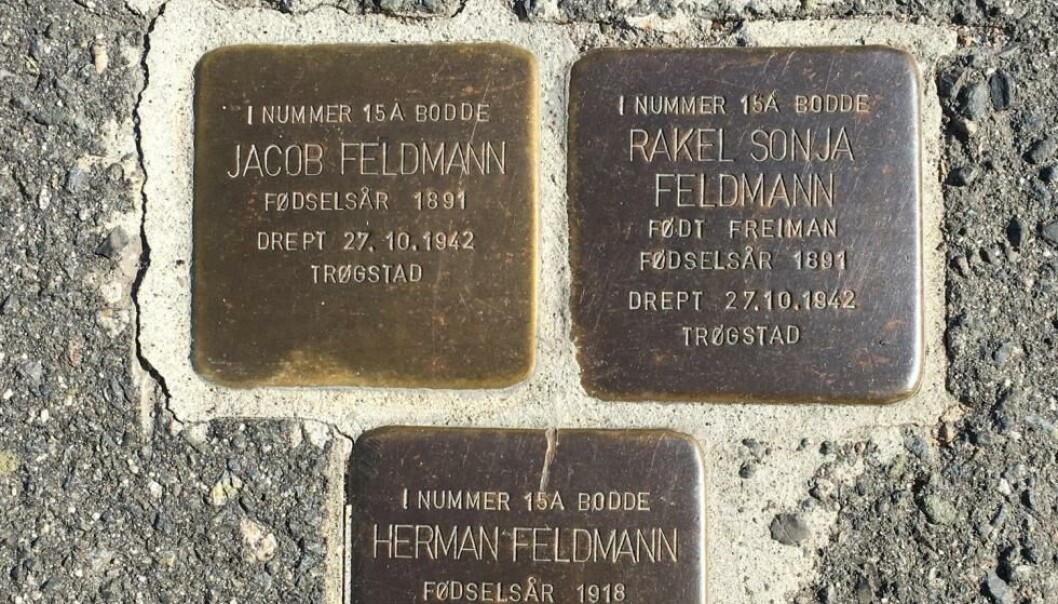 I NUMMER 15A BODDE
JACOB FELDMANN
FØDSELSÅR 1891
DREPT 27.10.1942
TRØGSTAD
I NUMMER 15A BODDE
RAKEL SONJA
FELDMANN
FØDT FREIMAN
FØDSELSÅR 1891
DREPT 27.10.1942
TRØGSTAD
I NUMMER 15A BODDE
HERMAN FELDMANN
FØDSELSÅR 1918